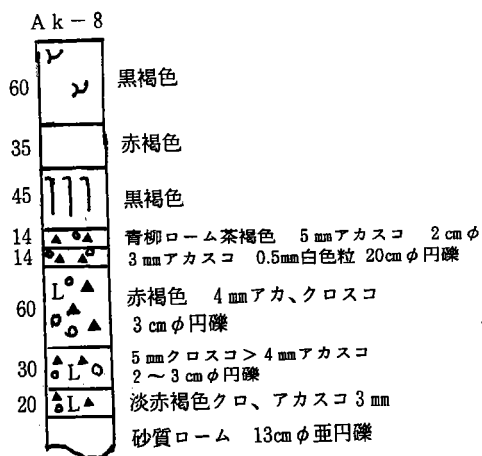 Ak-8
60 黒褐色
35 赤褐色
45 黒褐色
14 青柳ローム茶褐色 5㎜アカスコ 2㎝φ
14 3㎜アカスコ 0.5㎜白色粒 20㎝φ円礫
60 L 赤褐色 4㎜アカ、クロスコ
3㎝φ円礫
30 L 5㎜クロスコ>4㎜アカスコ
2~3㎝φ円礫
20 L 淡赤褐色クロ、アカスコ3㎜
砂質ローム 13㎝φ亜円礫